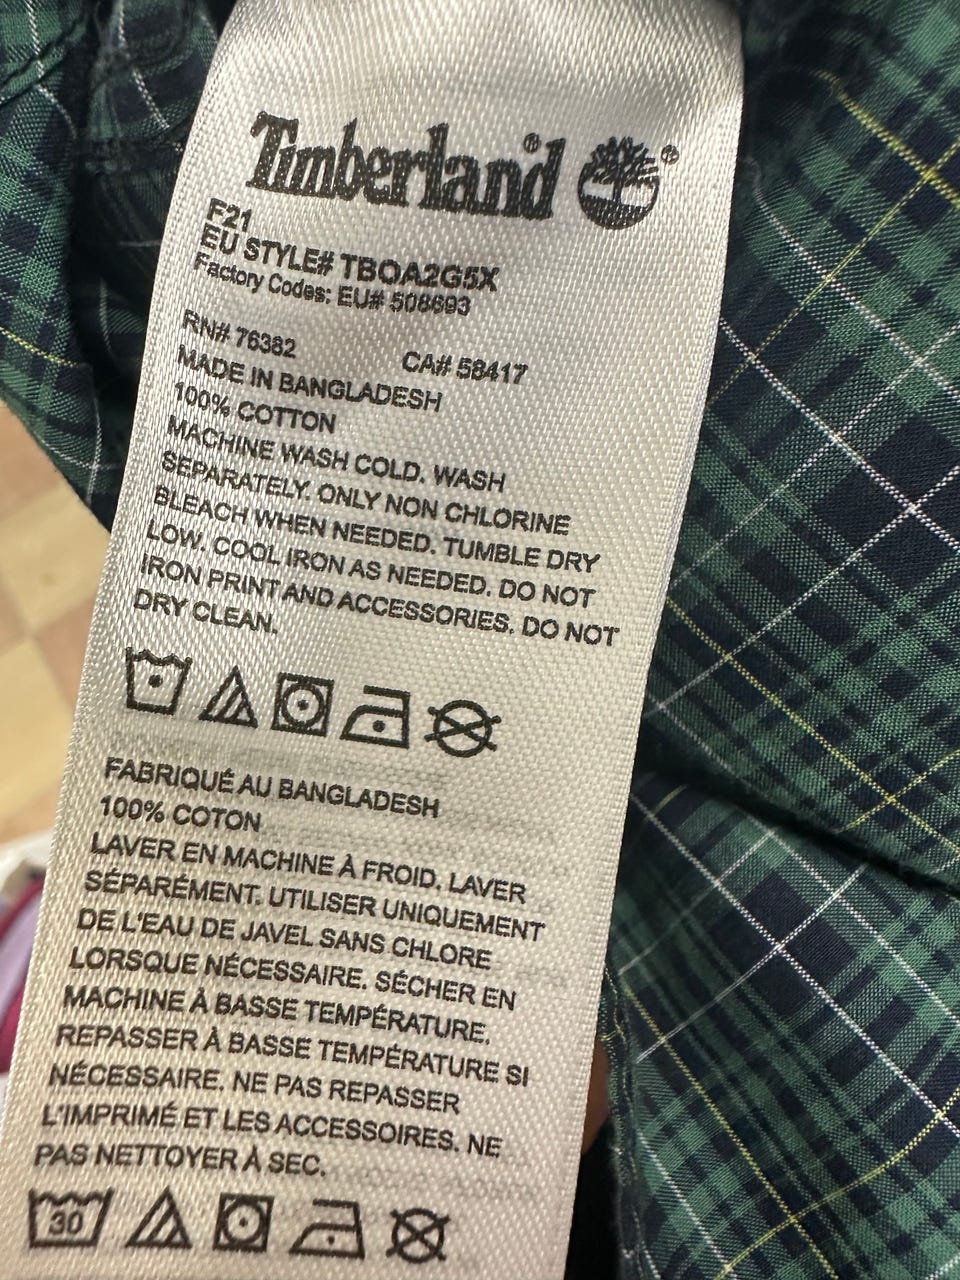 Timberland®
F21
EU STYLE# TBOA2G5X
Factory Codes: EU# 508693
RN# 76382 CA# 58417
MADE IN BANGLADESH
100% COTTON
MACHINE WASH COLD. WASH
SEPARATELY. ONLY NON CHLORINE
BLEACH WHEN NEEDED. TUMBLE DRY
LOW. COOL IRON AS NEEDED. DO NOT
IRON PRINT AND ACCESSORIES. DO NOT
DRY CLEAN.
FABRIQUÉ AU BANGLADESH
100% COTON
LAVER EN MACHINE À FROID. LAVER
SÉPARÉMENT. UTILISER UNIQUEMENT
DE L'EAU DE JAVEL SANS CHLORE
LORSQUE NÉCESSAIRE. SÉCHER EN
MACHINE À BASSE TEMPÉRATURE.
REPASSER À BASSE TEMPÉRATURE SI
NÉCESSAIRE. NE PAS REPASSER
L'IMPRIMÉ ET LES ACCESSOIRES. NE
PAS NETTOYER À SEC.
30